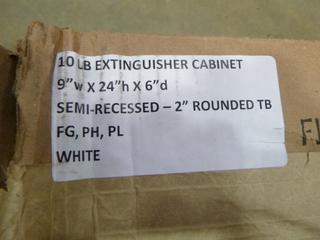 10 LB EXTINGUISHER CABINET
9”w X 24”h X 6”d
SEMI-RECESSED – 2” ROUNDED TB
FG, PH, PL
WHITE